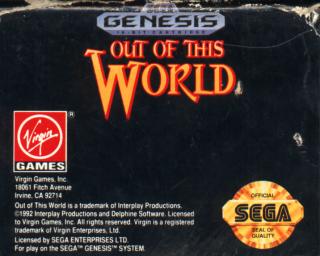 GENESIS
16-BIT CARTRIDGE
OUT OF THIS
WORLD
Virgin
®
GAMES
Virgin Games, Inc.
18061 Fitch Avenue
Irvine, CA 92714
Out of This World is a trademark of Interplay Productions.
©1992 Interplay Productions and Delphine Software. Licensed
to Virgin Games, Inc. All rights reserved. Virgin is a registered
trademark of Virgin Enterprises, Ltd.
Licensed by SEGA ENTERPRISES LTD.
For play on the SEGA™ GENESIS™ SYSTEM.
OFFICIAL
SEGA
SEAL OF
QUALITY